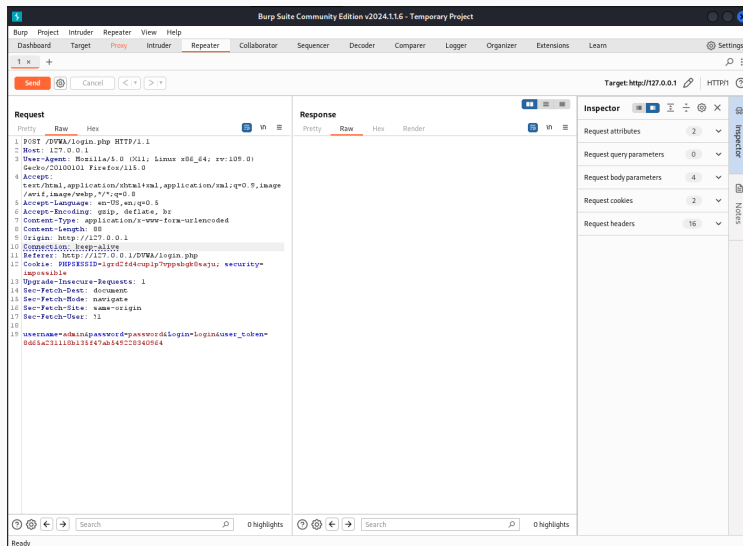 Burp Suite Community Edition v2024.1.1.6 - Temporary Project
Burp Project Intruder Repeater View Help
Dashboard Target Proxy Intruder Repeater Collaborator Sequencer Decoder Comparer Logger Organizer Extensions Learn Settings
1 × +
Send Cancel < > Target: http://127.0.0.1 HTTP/1
Request
Pretty Raw Hex \n
1 POST /DVWA/login.php HTTP/1.1
2 Host: 127.0.0.1
3 User-Agent: Mozilla/5.0 (X11; Linux x86_64; rv:109.0)
Gecko/20100101 Firefox/115.0
4 Accept:
text/html,application/xhtml+xml,application/xml;q=0.9,image
/avif,image/webp,*/*;q=0.8
5 Accept-Language: en-US,en;q=0.5
6 Accept-Encoding: gzip, deflate, br
7 Content-Type: application/x-www-form-urlencoded
8 Content-Length: 88
9 Origin: http://127.0.0.1
10 Connection: keep-alive
11 Referer: http://127.0.0.1/DVWA/login.php
12 Cookie: PHPSESSID=lgrd2fd4cuplp7vppsbgk8saju; security=
impossible
13 Upgrade-Insecure-Requests: 1
14 Sec-Fetch-Dest: document
15 Sec-Fetch-Mode: navigate
16 Sec-Fetch-Site: same-origin
17 Sec-Fetch-User: ?1
18
19 username=admin&password=password&Login=Login&user_token=
0d65a231118b135f47ab549228340964
Search 0 highlights
Response
Pretty Raw Hex Render \n
Search 0 highlights
Inspector
Request attributes 2
Request query parameters 0
Request body parameters 4
Request cookies 2
Request headers 16
Inspector
Notes
Ready